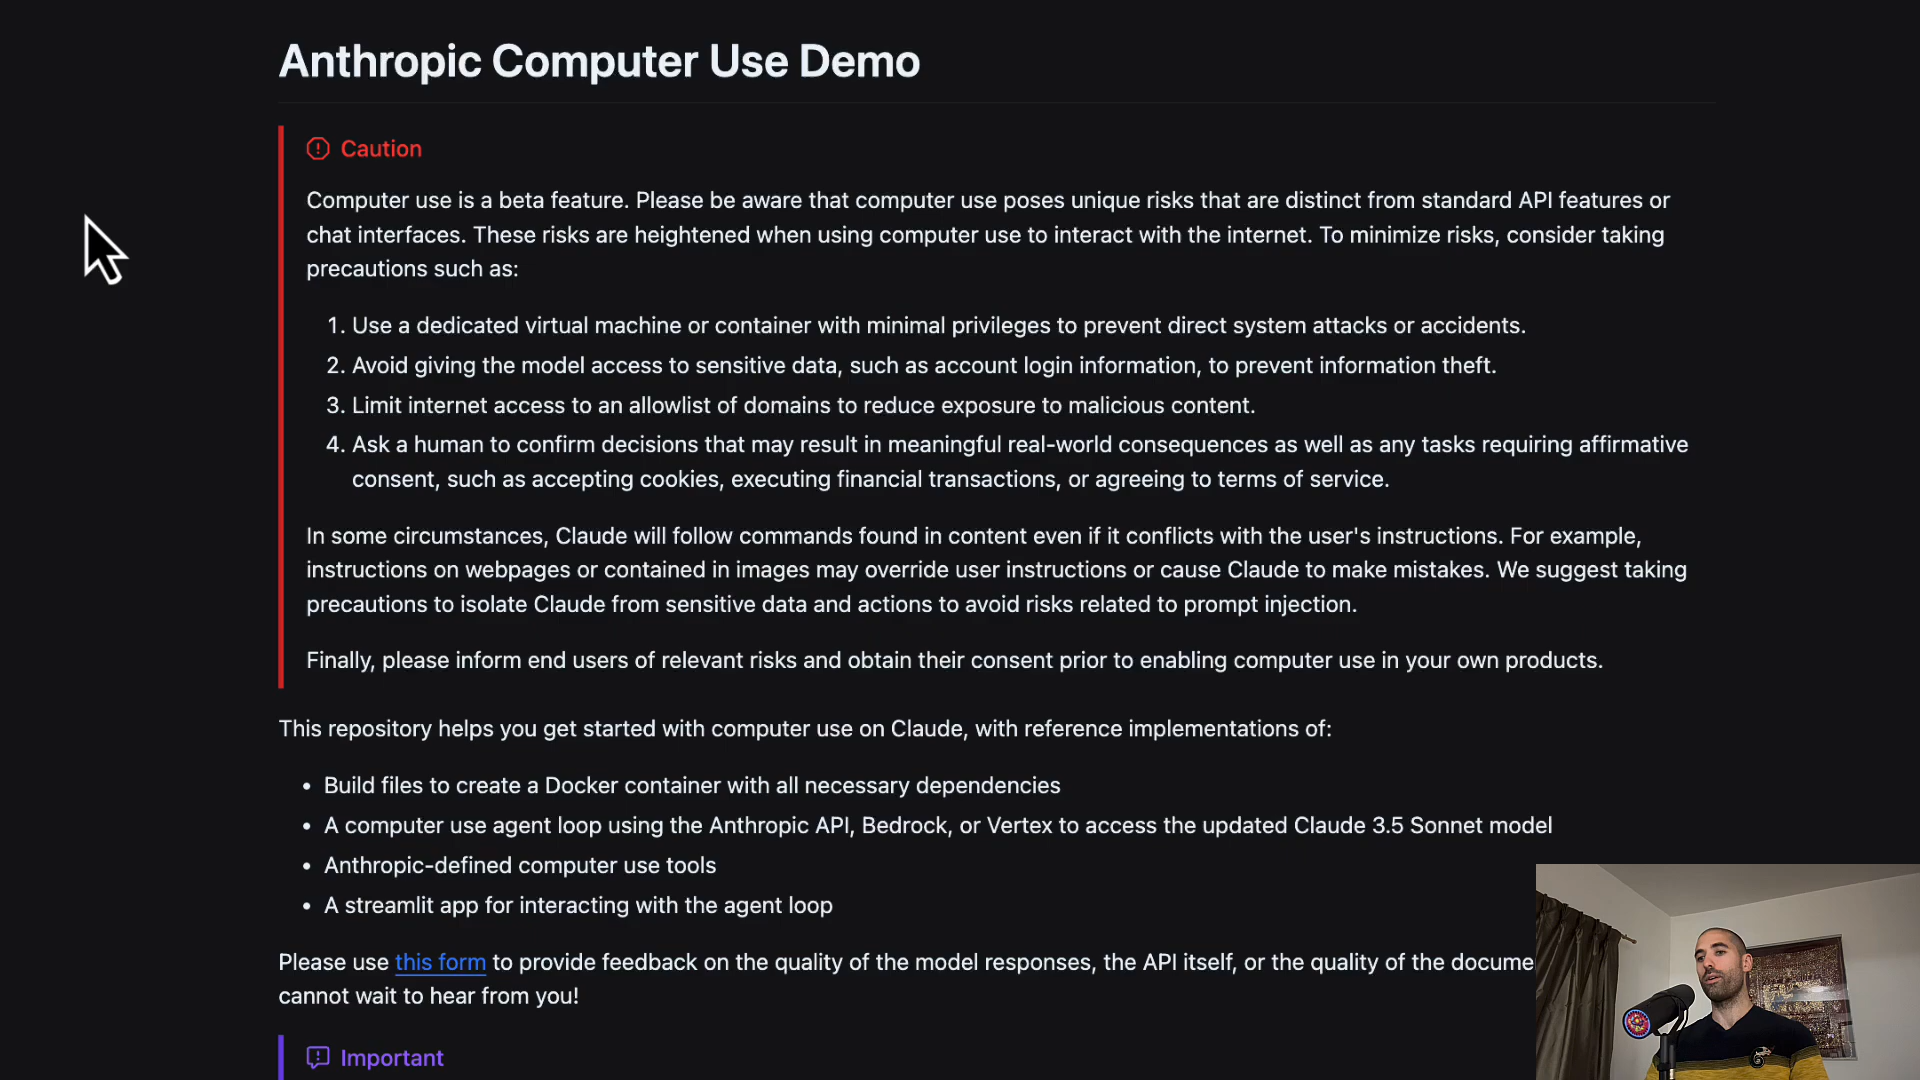 Anthropic Computer Use Demo
Caution
Computer use is a beta feature. Please be aware that computer use poses unique risks that are distinct from standard API features or
chat interfaces. These risks are heightened when using computer use to interact with the internet. To minimize risks, consider taking
precautions such as:
1. Use a dedicated virtual machine or container with minimal privileges to prevent direct system attacks or accidents.
2. Avoid giving the model access to sensitive data, such as account login information, to prevent information theft.
3. Limit internet access to an allowlist of domains to reduce exposure to malicious content.
4. Ask a human to confirm decisions that may result in meaningful real-world consequences as well as any tasks requiring affirmative
consent, such as accepting cookies, executing financial transactions, or agreeing to terms of service.
In some circumstances, Claude will follow commands found in content even if it conflicts with the user's instructions. For example,
instructions on webpages or contained in images may override user instructions or cause Claude to make mistakes. We suggest taking
precautions to isolate Claude from sensitive data and actions to avoid risks related to prompt injection.
Finally, please inform end users of relevant risks and obtain their consent prior to enabling computer use in your own products.
This repository helps you get started with computer use on Claude, with reference implementations of:
• Build files to create a Docker container with all necessary dependencies
• A computer use agent loop using the Anthropic API, Bedrock, or Vertex to access the updated Claude 3.5 Sonnet model
• Anthropic-defined computer use tools
• A streamlit app for interacting with the agent loop
Please use this form to provide feedback on the quality of the model responses, the API itself, or the quality of the docume
cannot wait to hear from you!
Important